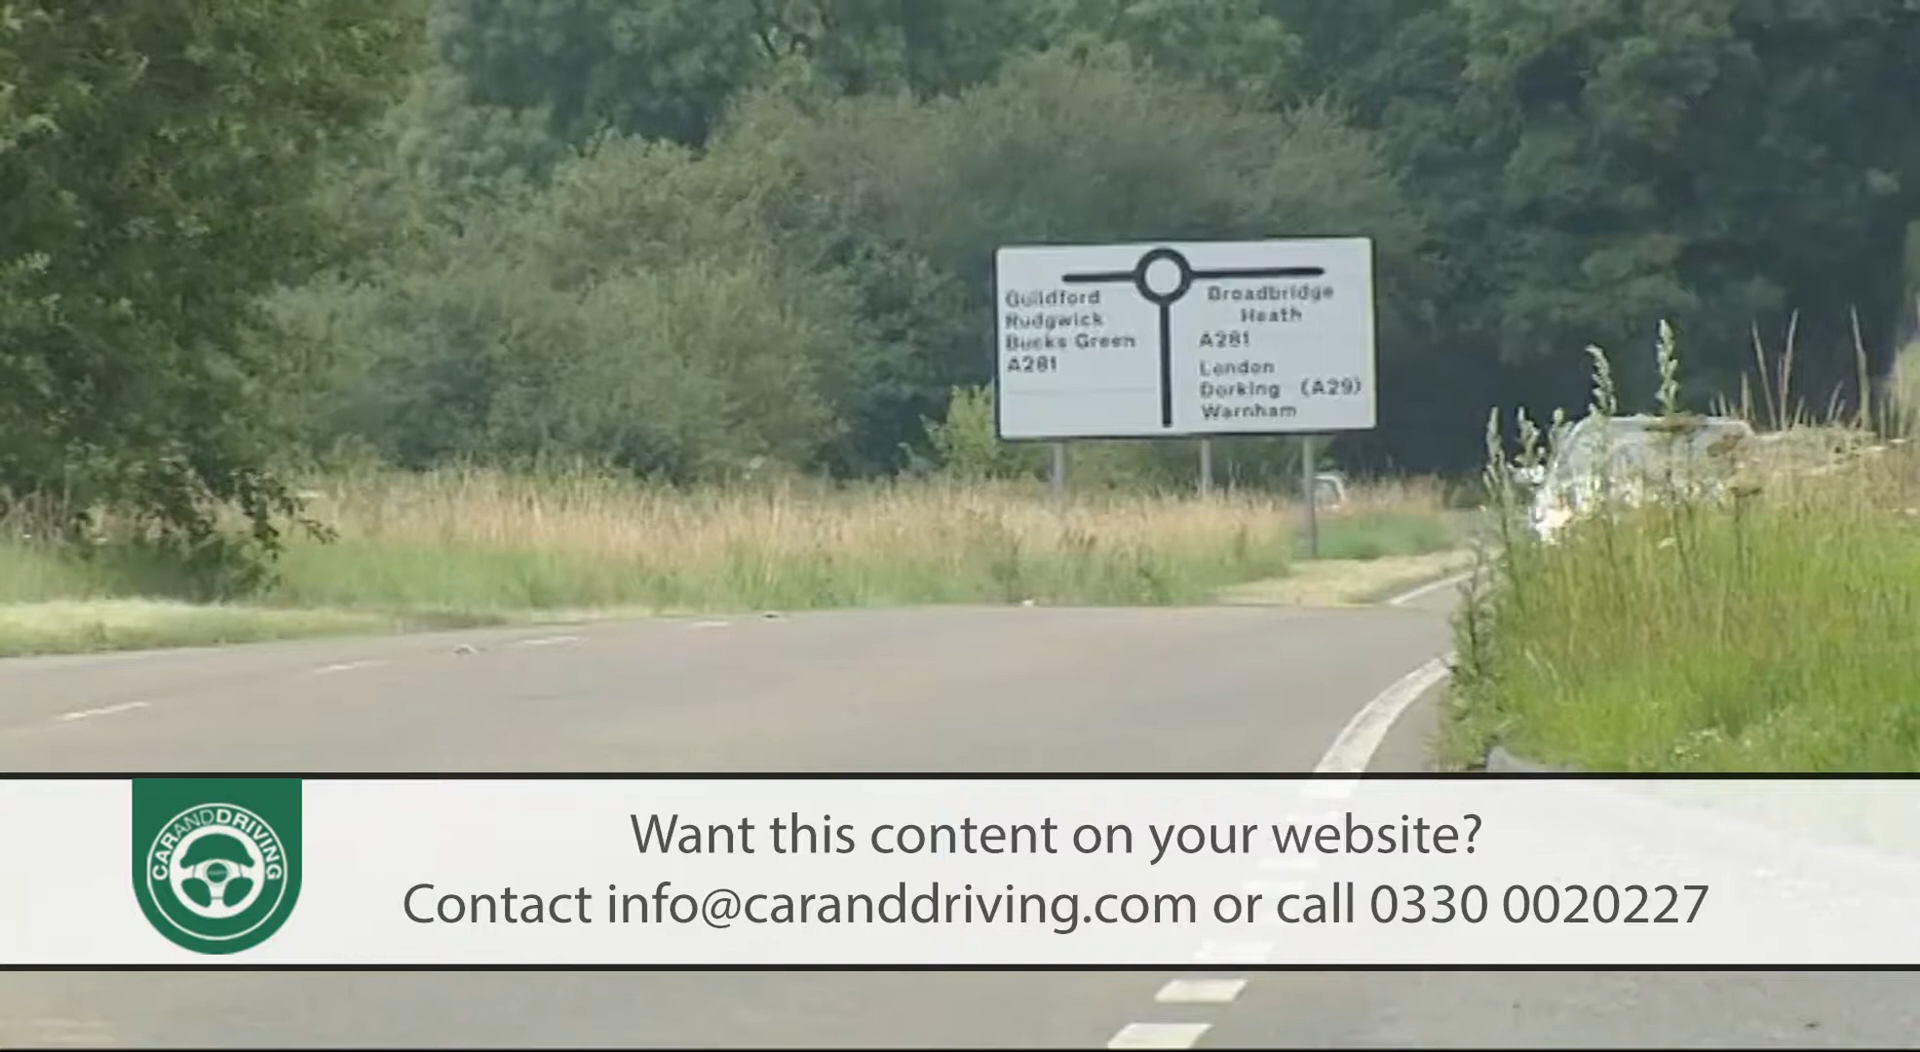 Guildford
Rudgwick
Bucks Green
A281
Broadbridge
Heath
A281
London
Dorking (A29)
Warnham
CARANDDRIVING
Want this content on your website?
Contact info@caranddriving.com or call 0330 0020227